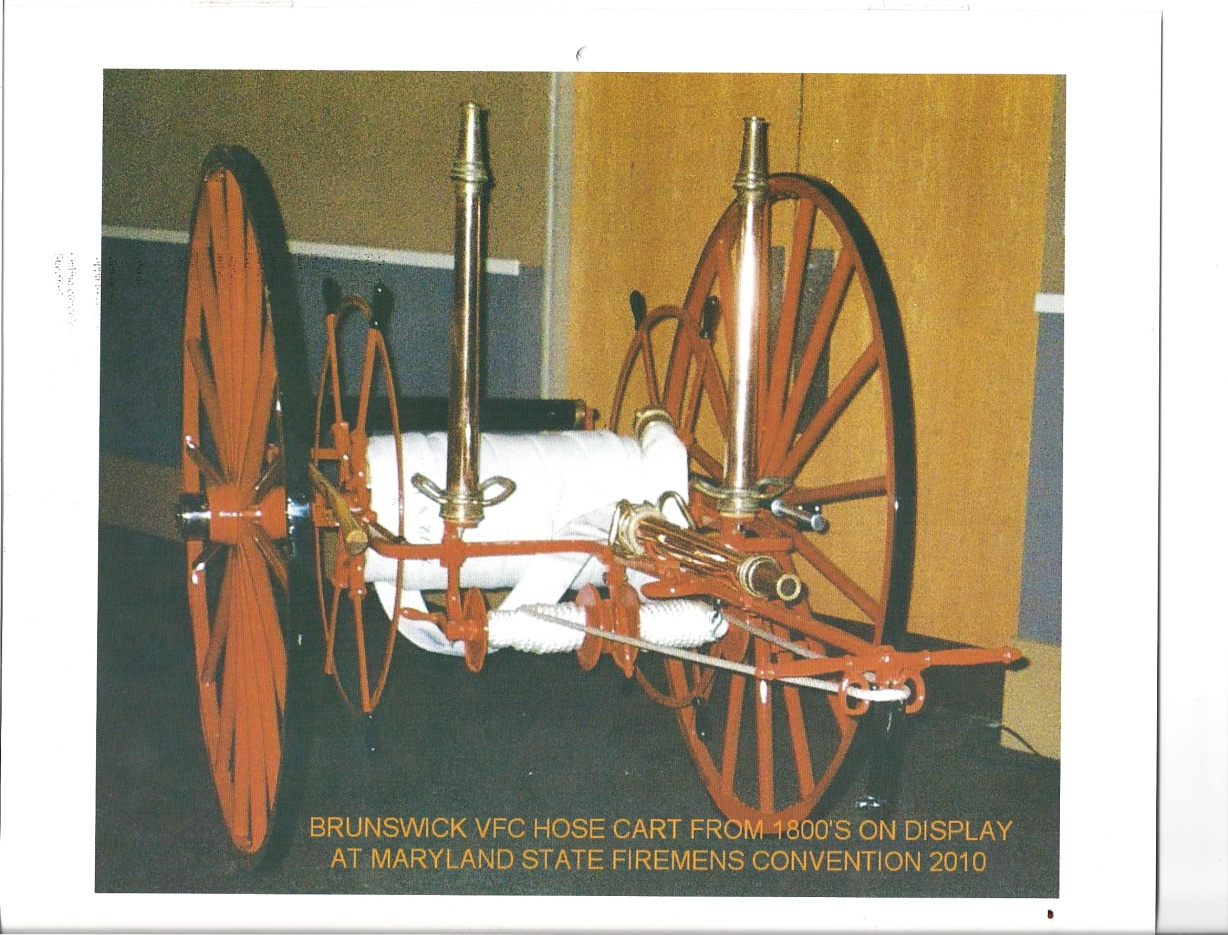 BRUNSWICK VFC HOSE CART FROM 1800'S ON DISPLAY
AT MARYLAND STATE FIREMENS CONVENTION 2010